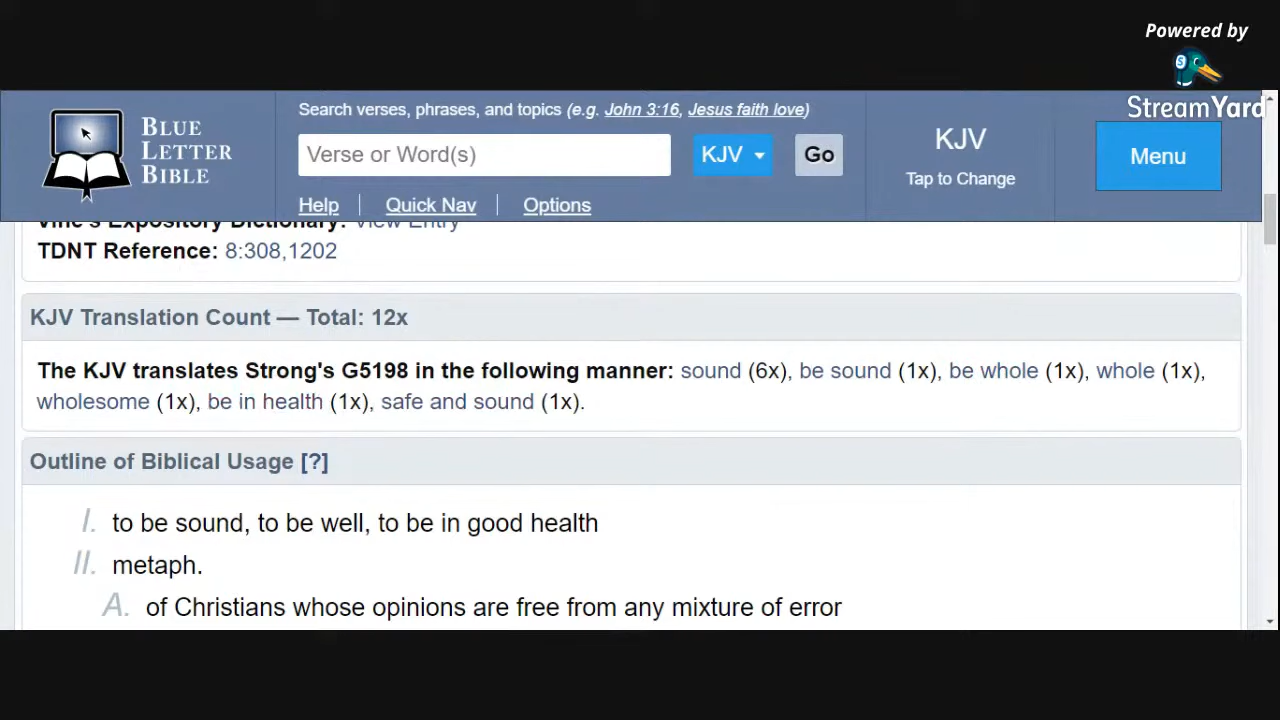 Powered by
StreamYard
BLUE
LETTER
BIBLE
Search verses, phrases, and topics (e.g. John 3:16, Jesus faith love)
Verse or Word(s)
KJV
Go
Help
Quick Nav
Options
KJV
Tap to Change
Menu
Vine's Expository Dictionary: View Entry
TDNT Reference: 8:308,1202
KJV Translation Count — Total: 12x
The KJV translates Strong's G5198 in the following manner: sound (6x), be sound (1x), be whole (1x), whole (1x),
wholesome (1x), be in health (1x), safe and sound (1x).
Outline of Biblical Usage [?]
I. to be sound, to be well, to be in good health
II. metaph.
A. of Christians whose opinions are free from any mixture of error